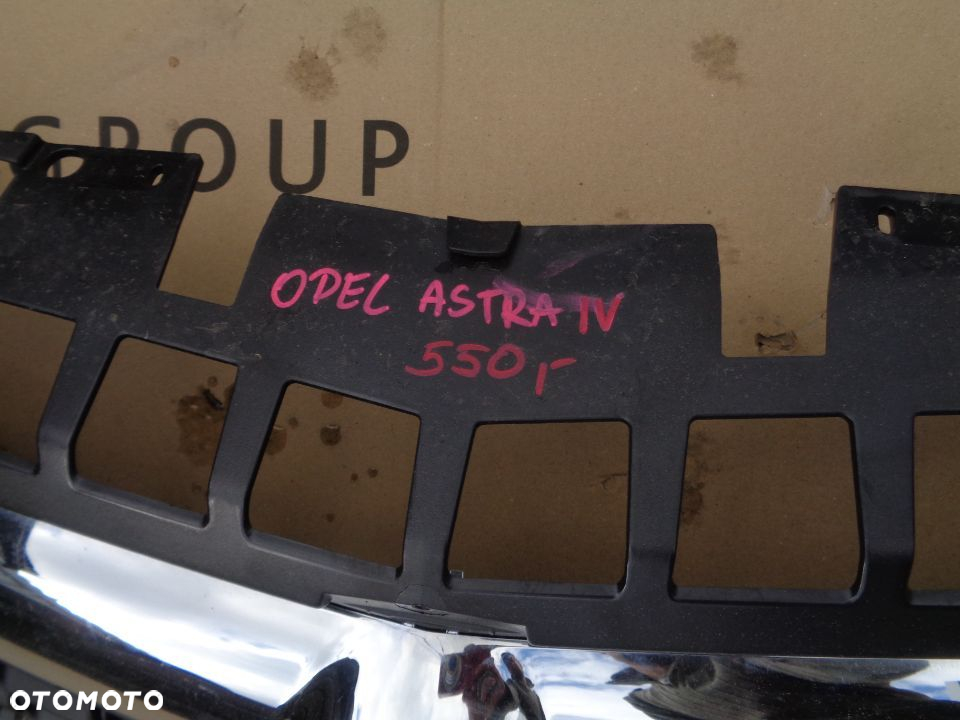 GROUP
OPEL ASTRA IV
550,-
OTOMOTO